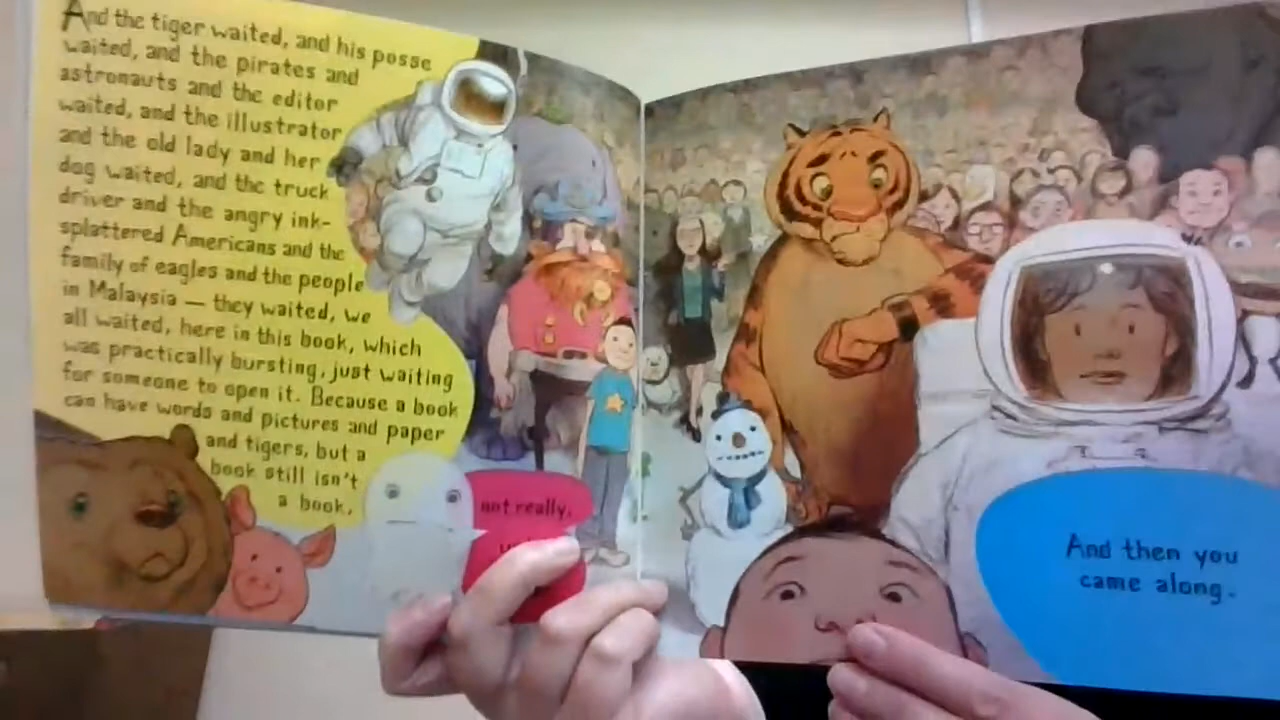 And the tiger waited, and his posse
waited, and the pirates and
astronauts and the editor
waited, and the illustrator
and the old lady and her
dog waited, and the truck
driver and the angry ink-
splattered Americans and the
family of eagles and the people
in Malaysia — they waited, we
all waited, here in this book, which
was practically bursting, just waiting
for someone to open it. Because a book
can have words and pictures and paper
and tigers, but a
book still isn't
a book,
not really,
And then you
came along.